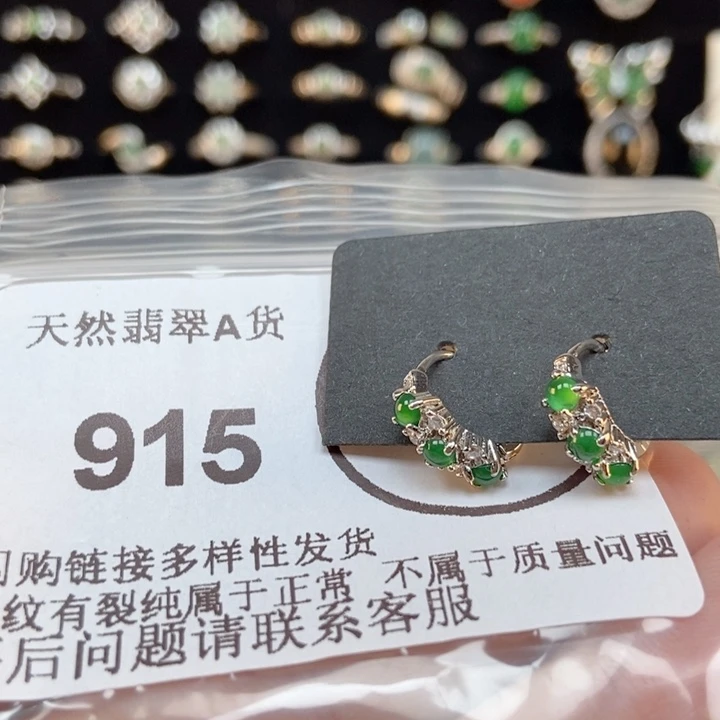 天然翡翠A货
915
购链接多样性发货
纹有裂纯属于正常 不属于质量问题
后问题请联系客服